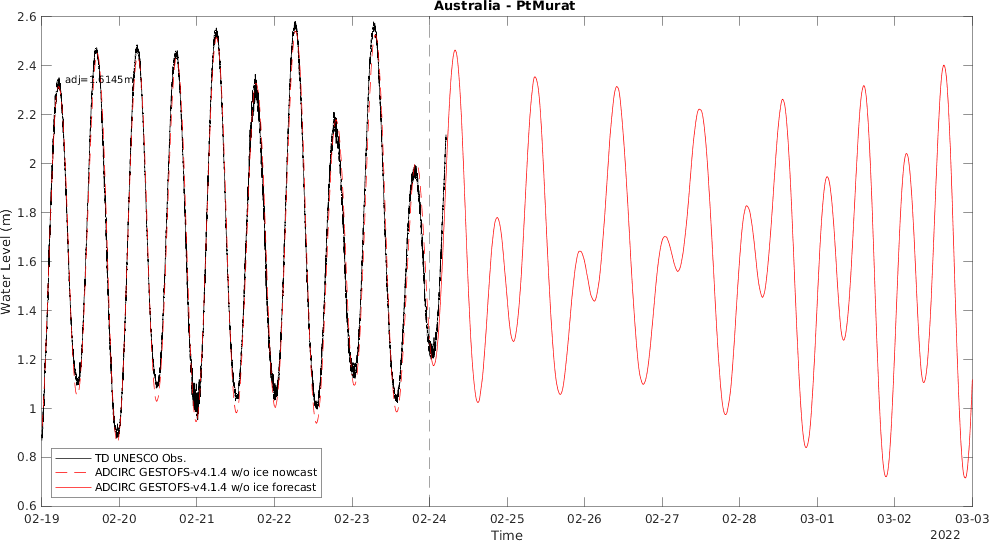 Australia - PtMurat
2.6
2.4
adj=1.6145m
2.2
2
1.8
Water Level (m)
1.6
1.4
1.2
1
0.8
0.6
TD UNESCO Obs.
ADCIRC GESTOFS-v4.1.4 w/o ice nowcast
ADCIRC GESTOFS-v4.1.4 w/o ice forecast
02-19 02-20 02-21 02-22 02-23 02-24 02-25 02-26 02-27 02-28 03-01 03-02 03-03
Time
2022